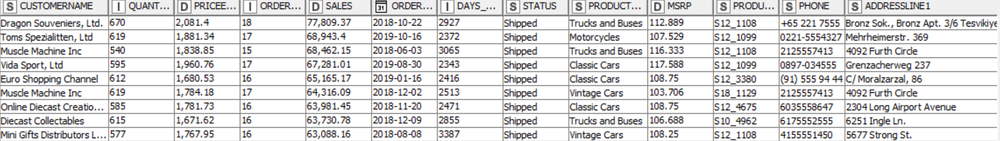 S CUSTOMERNAME I QUANT... D PRICEE... I ORDER... D SALES 31 ORDER... I DAYS_... S STATUS S PRODUCT... D MSRP S PRODU... S PHONE S ADDRESSLINE1
Dragon Souveniers, Ltd. 670 2,081.4 18 77,809.37 2018-10-22 2927 Shipped Trucks and Buses 112.889 S12_1108 +65 221 7555 Bronz Sok., Bronz Apt. 3/6 Tesvikiye
Toms Spezialitten, Ltd 619 1,881.34 17 68,943.4 2019-10-16 2372 Shipped Motorcycles 107.529 S12_1099 0221-5554327 Mehrheimerstr. 369
Muscle Machine Inc 540 1,838.85 15 68,462.15 2018-06-03 3065 Shipped Trucks and Buses 116.333 S12_1108 2125557413 4092 Furth Circle
Vida Sport, Ltd 595 1,960.76 17 67,281.01 2019-08-30 2343 Shipped Classic Cars 117.588 S12_1099 0897-034555 Grenzacherweg 237
Euro Shopping Channel 612 1,680.53 16 65,165.17 2019-01-16 2416 Shipped Classic Cars 108.75 S12_3380 (91) 555 94 44 C/ Moralzarzal, 86
Muscle Machine Inc 619 1,784.18 17 64,316.09 2018-12-02 2513 Shipped Vintage Cars 103.706 S18_1129 2125557413 4092 Furth Circle
Online Diecast Creatio... 585 1,781.73 16 63,981.45 2018-11-20 2471 Shipped Classic Cars 108.75 S12_4675 6035558647 2304 Long Airport Avenue
Diecast Collectables 615 1,671.62 16 63,730.78 2018-12-09 2855 Shipped Trucks and Buses 106.688 S10_4962 6175552555 6251 Ingle Ln.
Mini Gifts Distributors L... 577 1,767.95 16 63,088.16 2018-08-08 3387 Shipped Vintage Cars 108.25 S12_1108 4155551450 5677 Strong St.